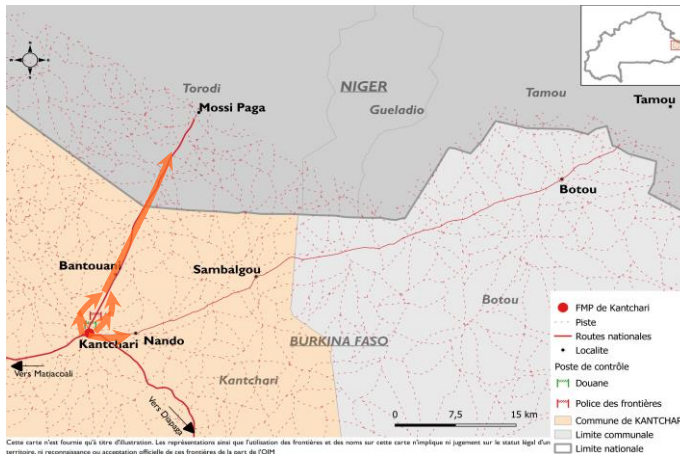 NIGER
Torodi
Mossi Paga
Gueladio
Tamou
Tamou
Botou
Bantouani
Sambalgou
Botou
Kantchari
Nando
BURKINA FASO
Kantchari
Vers Matiacoali
Vers Diapaga
0 7,5 15 km
FMP de Kantchari
Piste
Routes nationales
Localite
Poste de contrôle
Douane
Police des frontières
Commune de KANTCHAR
Limite communale
Limite nationale
Cette carte n'est fournie qu'à titre d'illustration. Les représentations ainsi que l'utilisation des frontières et des noms sur cette carte n'implique ni jugement sur le statut légal d'un
territoire, ni reconnaissance ou acceptation officielle de ces frontières de la part de l'OIM